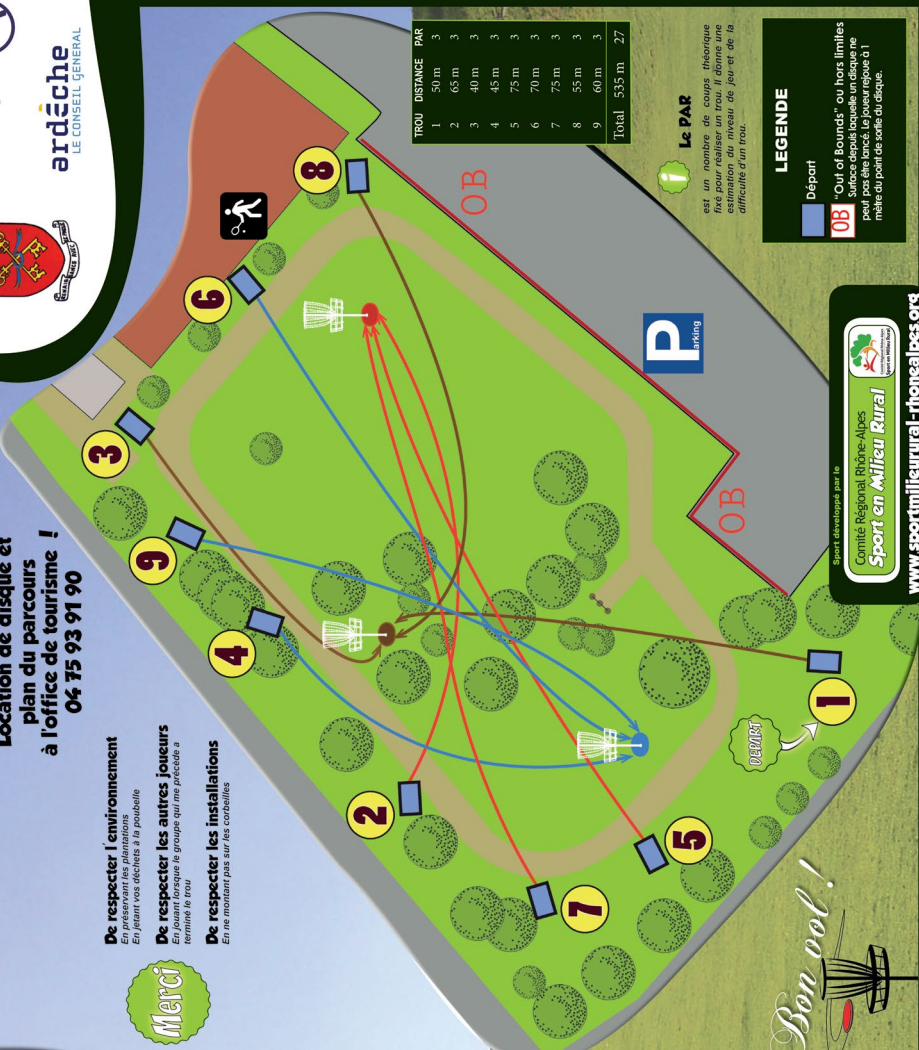 ardèche
LE CONSEIL GENERAL
Location de disque et
plan du parcours
à l'office de tourisme !
04 75 93 91 90
Merci
De respecter l'environnement
En préservant les plantations
En jetant vos déchets à la poubelle
De respecter les autres joueurs
En jouant lorsque le groupe qui me précède a
terminé le trou
De respecter les installations
En ne montant pas sur les corbeilles
3
9
4
2
7
5
6
8
1
DEPART
OB
OB
P
arking
TROU DISTANCE PAR
1 50 m 3
2 65 m 3
3 40 m 3
4 45 m 3
5 75 m 3
6 70 m 3
7 75 m 3
8 55 m 3
9 60 m 3
Total 535 m 27
i
Le PAR
est un nombre de coups théorique
fixé pour réaliser un trou. Il donne une
estimation du niveau de jeu et de la
difficulté d'un trou.
LEGENDE
Départ
OB "Out of Bounds" ou hors limites
Surface depuis laquelle un disque ne
peut pas être lancé. Le joueur rejoue à 1
mètre du point de sortie du disque.
Bon vol !
Sport développé par le
Comité Régional Rhône-Alpes
Sport en Milieu Rural
Sport en Milieu Rural
www.sportmilieurural-rhonealpes.org